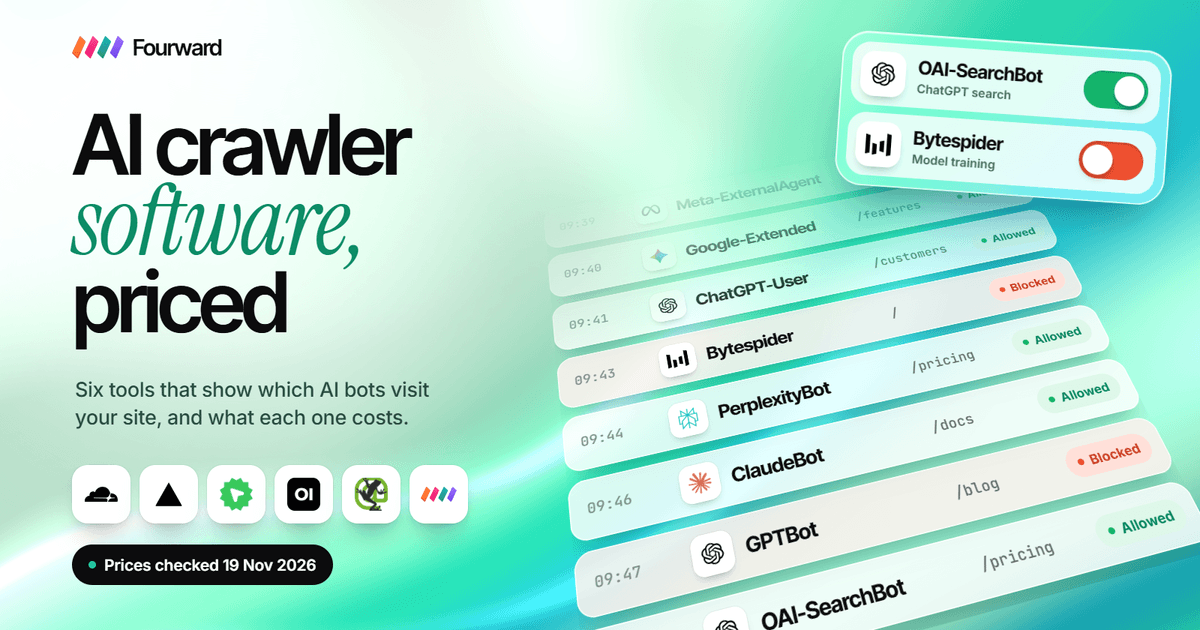 Fourward
AI crawler
software,
priced
Six tools that show which AI bots visit
your site, and what each one costs.
OI
Prices checked 19 Nov 2026
OAI-SearchBot
ChatGPT search
Bytespider
Model training
09:39 Meta-ExternalAgent
09:40 Google-Extended /features
09:41 ChatGPT-User /customers Allowed
09:43 Bytespider / Blocked
09:44 PerplexityBot /pricing Allowed
09:46 ClaudeBot /docs Allowed
09:47 GPTBot /blog Blocked
OAI-SearchBot /pricing Allowed